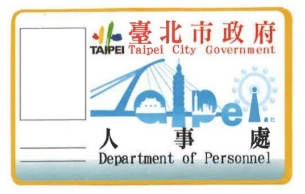 臺北市政府
TAIPEI Taipei City Government
Taipei
人事處
Department of Personnel